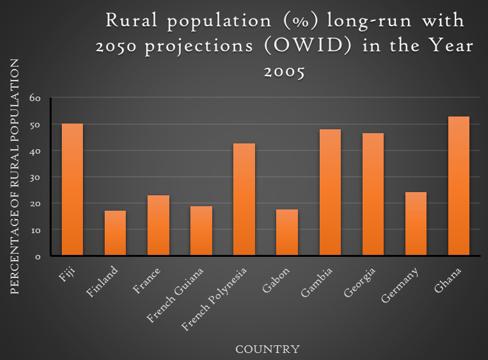 Rural population (%) long-run with
2050 projections (OWID) in the Year
2005
PERCENTAGE OF RURAL POPULATION
60
50
40
30
20
10
0
Fiji
Finland
France
French Guiana
French Polynesia
Gabon
Gambia
Georgia
Germany
Ghana
COUNTRY